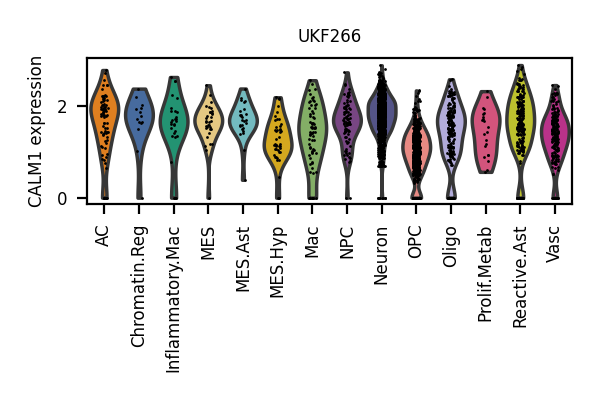 UKF266
CALM1 expression
2
0
AC
Chromatin.Reg
Inflammatory.Mac
MES
MES.Ast
MES.Hyp
Mac
NPC
Neuron
OPC
Oligo
Prolif.Metab
Reactive.Ast
Vasc